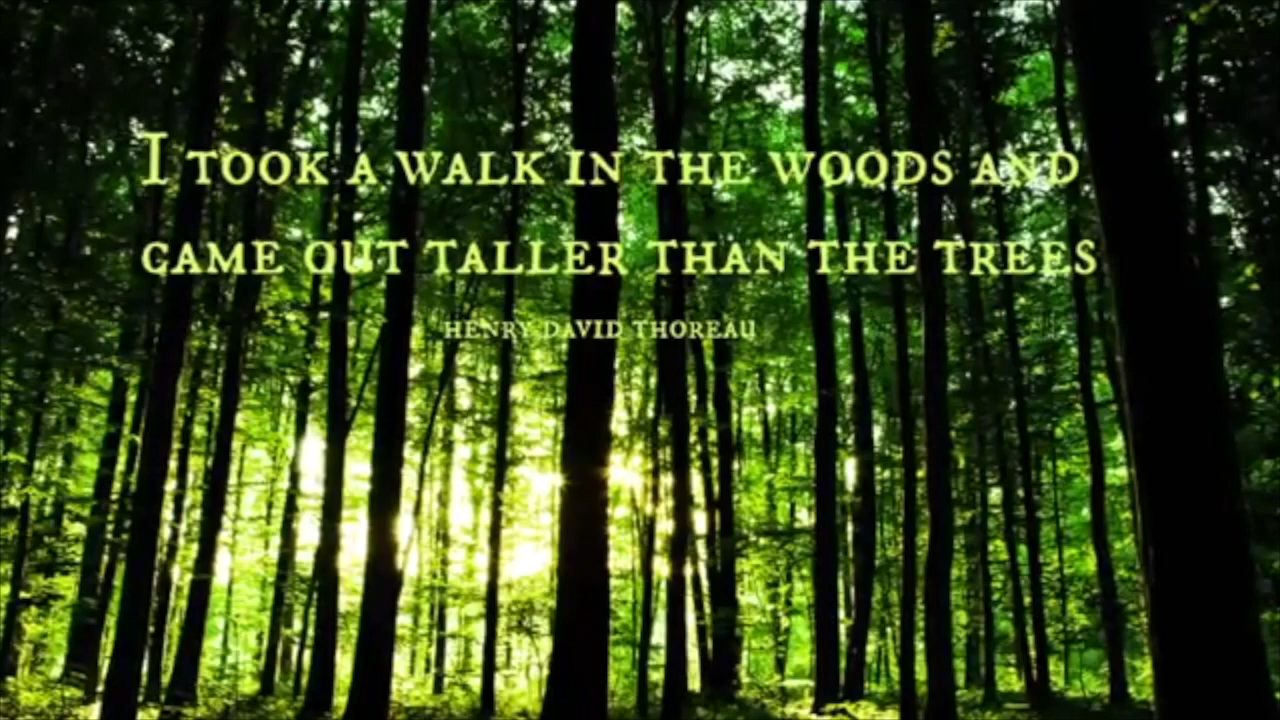 I TOOK A WALK IN THE WOODS AND
CAME OUT TALLER THAN THE TREES
HENRY DAVID THOREAU